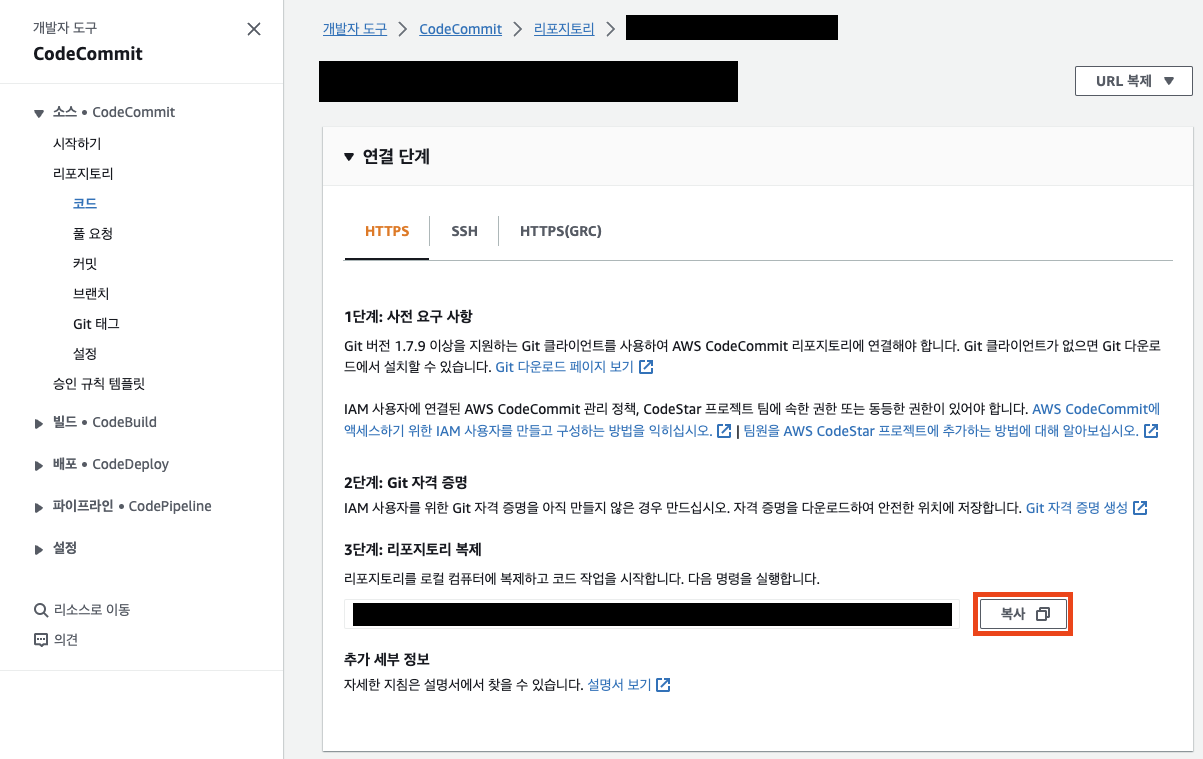 개발자 도구
CodeCommit
소스 • CodeCommit
시작하기
리포지토리
코드
풀 요청
커밋
브랜치
Git 태그
설정
승인 규칙 템플릿
빌드 • CodeBuild
배포 • CodeDeploy
파이프라인 • CodePipeline
설정
리소스로 이동
의견
개발자 도구 > CodeCommit > 리포지토리 >
URL 복제
연결 단계
HTTPS SSH HTTPS(GRC)
1단계: 사전 요구 사항
Git 버전 1.7.9 이상을 지원하는 Git 클라이언트를 사용하여 AWS CodeCommit 리포지토리에 연결해야 합니다. Git 클라이언트가 없으면 Git 다운로
드에서 설치할 수 있습니다. Git 다운로드 페이지 보기
IAM 사용자에 연결된 AWS CodeCommit 관리 정책, CodeStar 프로젝트 팀에 속한 권한 또는 동등한 권한이 있어야 합니다. AWS CodeCommit에
액세스하기 위한 IAM 사용자를 만들고 구성하는 방법을 익히십시오. | 팀원을 AWS CodeStar 프로젝트에 추가하는 방법에 대해 알아보십시오.
2단계: Git 자격 증명
IAM 사용자를 위한 Git 자격 증명을 아직 만들지 않은 경우 만드십시오. 자격 증명을 다운로드하여 안전한 위치에 저장합니다. Git 자격 증명 생성
3단계: 리포지토리 복제
리포지토리를 로컬 컴퓨터에 복제하고 코드 작업을 시작합니다. 다음 명령을 실행합니다.
복사
추가 세부 정보
자세한 지침은 설명서에서 찾을 수 있습니다. 설명서 보기